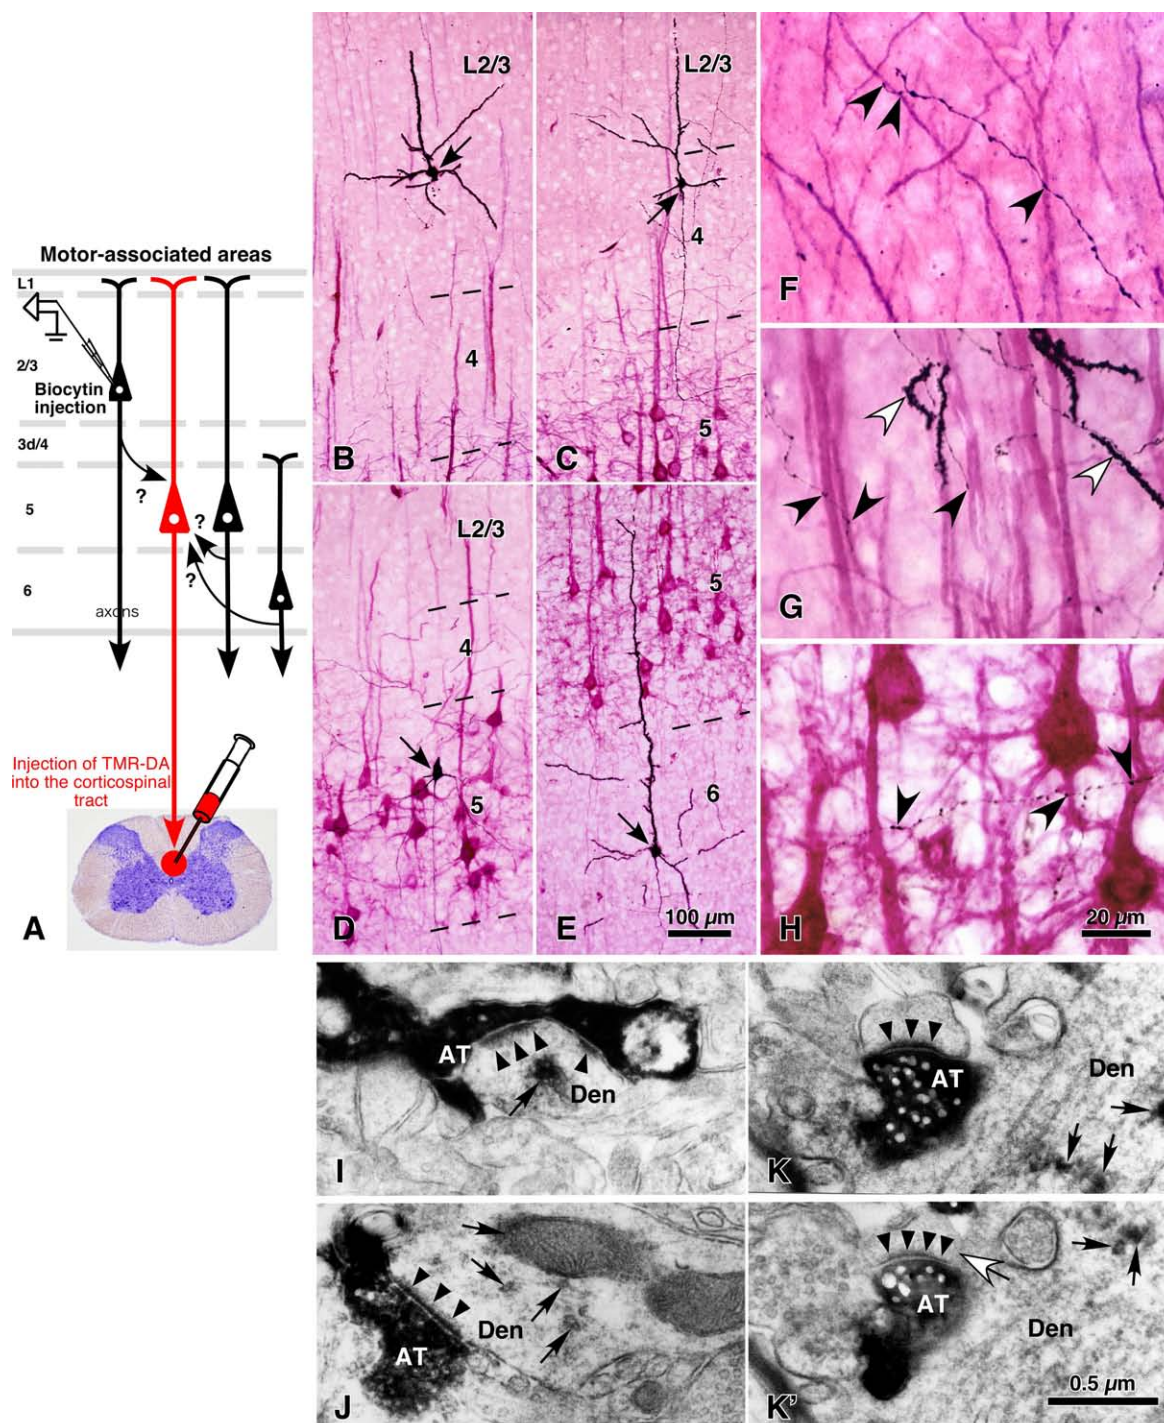 Motor-associated areas
L1
2/3
Biocytin
injection
3d/4
?
5
?
?
6
axons
Injection of TMR-DA
into the corticospinal
tract
A
L2/3
4
B
L2/3
4
5
C
L2/3
4
5
D
5
6
E
100 µm
F
G
H
20 µm
AT
Den
I
AT
Den
K
Den
AT
J
AT
Den
K'
0.5 µm